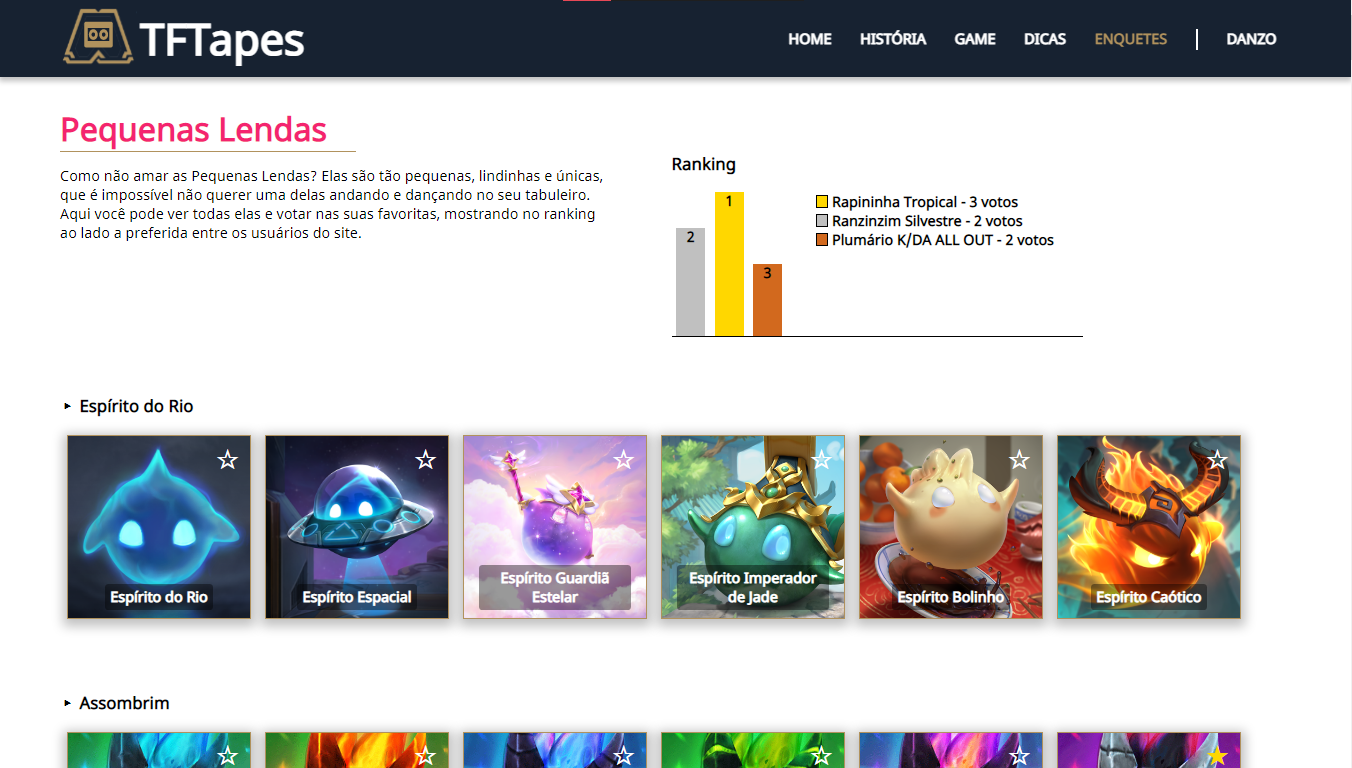 TFTapes
HOME HISTÓRIA GAME DICAS ENQUETES DANZO
Pequenas Lendas
Como não amar as Pequenas Lendas? Elas são tão pequenas, lindinhas e únicas,
que é impossível não querer uma delas andando e dançando no seu tabuleiro.
Aqui você pode ver todas elas e votar nas suas favoritas, mostrando no ranking
ao lado a preferida entre os usuários do site.
Ranking
1
2
3
Rapininha Tropical - 3 votos
Ranzinzim Silvestre - 2 votos
Plumário K/DA ALL OUT - 2 votos
Espírito do Rio
Espírito do Rio
Espírito Espacial
Espírito Guardiã
Estelar
Espírito Imperador
de Jade
Espírito Bolinho
Espírito Caótico
Assombrim